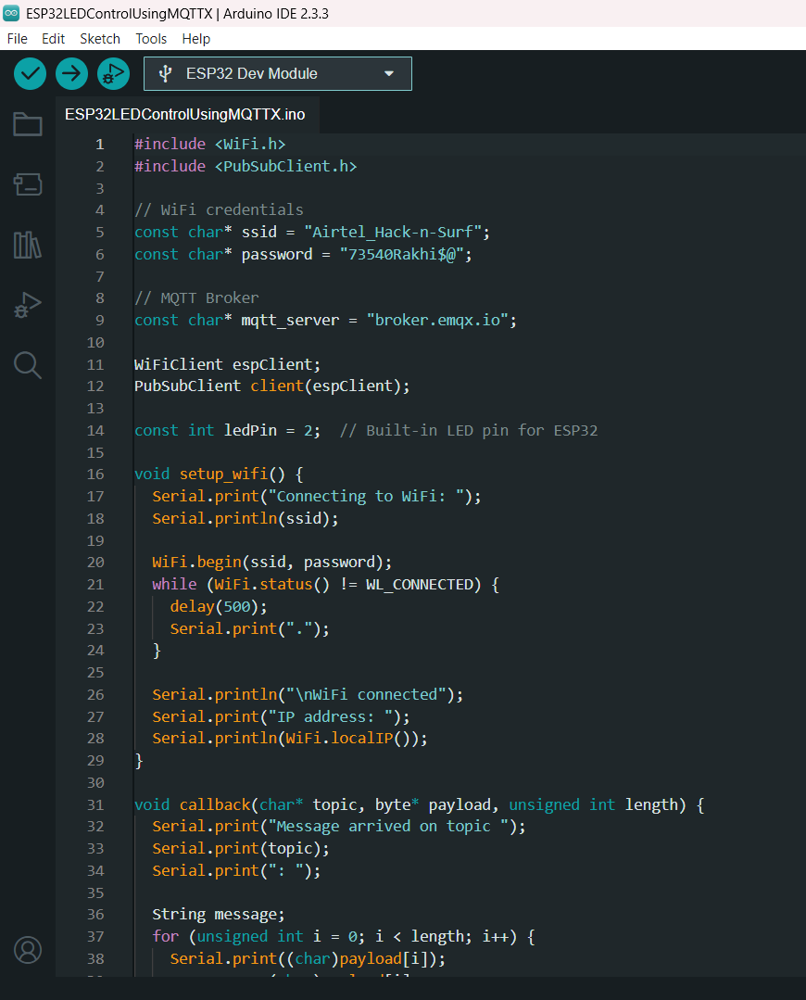 ESP32LEDControlUsingMQTTX | Arduino IDE 2.3.3
File Edit Sketch Tools Help
ESP32 Dev Module
ESP32LEDControlUsingMQTTX.ino
1 #include <WiFi.h>
2 #include <PubSubClient.h>
3
4 // WiFi credentials
5 const char* ssid = "Airtel_Hack-n-Surf";
6 const char* password = "73540Rakhi$@";
7
8 // MQTT Broker
9 const char* mqtt_server = "broker.emqx.io";
10
11 WiFiClient espClient;
12 PubSubClient client(espClient);
13
14 const int ledPin = 2;  // Built-in LED pin for ESP32
15
16 void setup_wifi() {
17   Serial.print("Connecting to WiFi: ");
18   Serial.println(ssid);
19
20   WiFi.begin(ssid, password);
21   while (WiFi.status() != WL_CONNECTED) {
22     delay(500);
23     Serial.print(".");
24   }
25
26   Serial.println("\nWiFi connected");
27   Serial.print("IP address: ");
28   Serial.println(WiFi.localIP());
29 }
30
31 void callback(char* topic, byte* payload, unsigned int length) {
32   Serial.print("Message arrived on topic ");
33   Serial.print(topic);
34   Serial.print(": ");
35
36   String message;
37   for (unsigned int i = 0; i < length; i++) {
38     Serial.print((char)payload[i]);